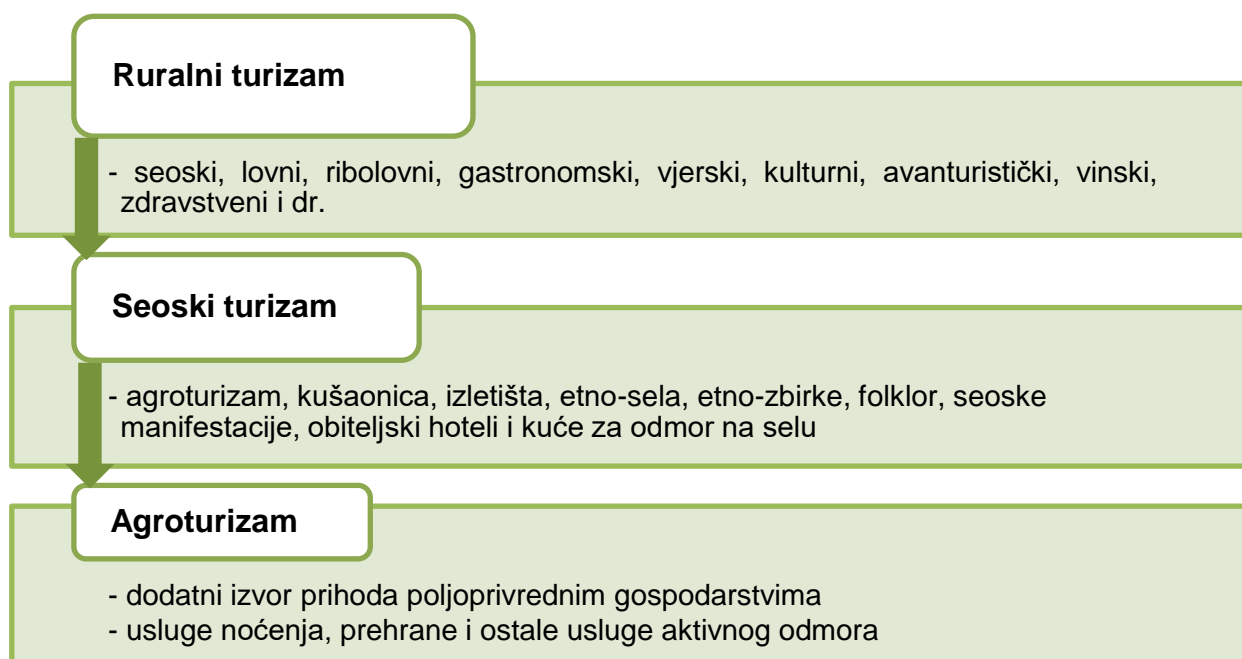 Ruralni turizam
- seoski, lovni, ribolovni, gastronomski, vjerski, kulturni, avanturistički, vinski,
zdravstveni i dr.
Seoski turizam
- agroturizam, kušaonica, izletišta, etno-sela, etno-zbirke, folklor, seoske
manifestacije, obiteljski hoteli i kuće za odmor na selu
Agroturizam
- dodatni izvor prihoda poljoprivrednim gospodarstvima
- usluge noćenja, prehrane i ostale usluge aktivnog odmora